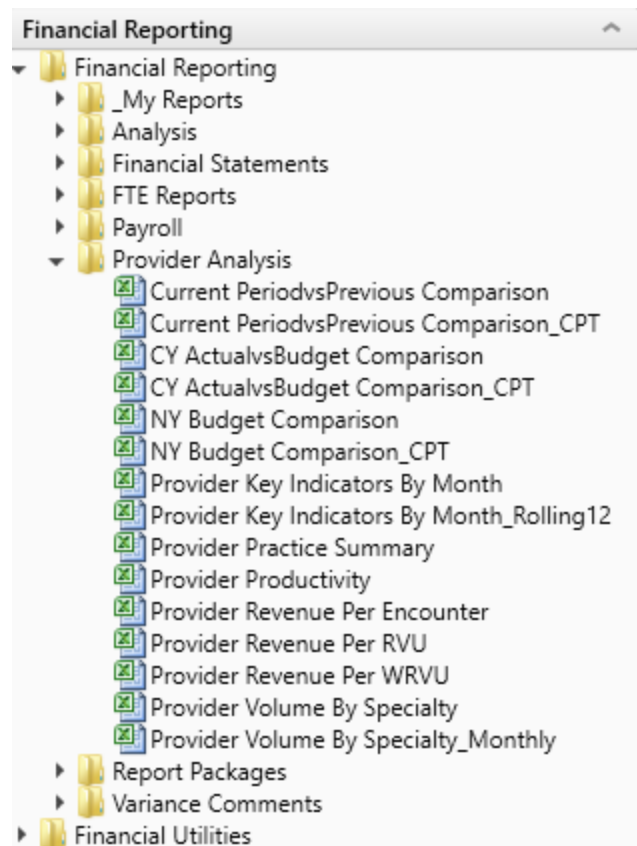 Financial Reporting
Financial Reporting
_My Reports
Analysis
Financial Statements
FTE Reports
Payroll
Provider Analysis
Current PeriodvsPrevious Comparison
Current PeriodvsPrevious Comparison_CPT
CY ActualvsBudget Comparison
CY ActualvsBudget Comparison_CPT
NY Budget Comparison
NY Budget Comparison_CPT
Provider Key Indicators By Month
Provider Key Indicators By Month_Rolling12
Provider Practice Summary
Provider Productivity
Provider Revenue Per Encounter
Provider Revenue Per RVU
Provider Revenue Per WRVU
Provider Volume By Specialty
Provider Volume By Specialty_Monthly
Report Packages
Variance Comments
Financial Utilities